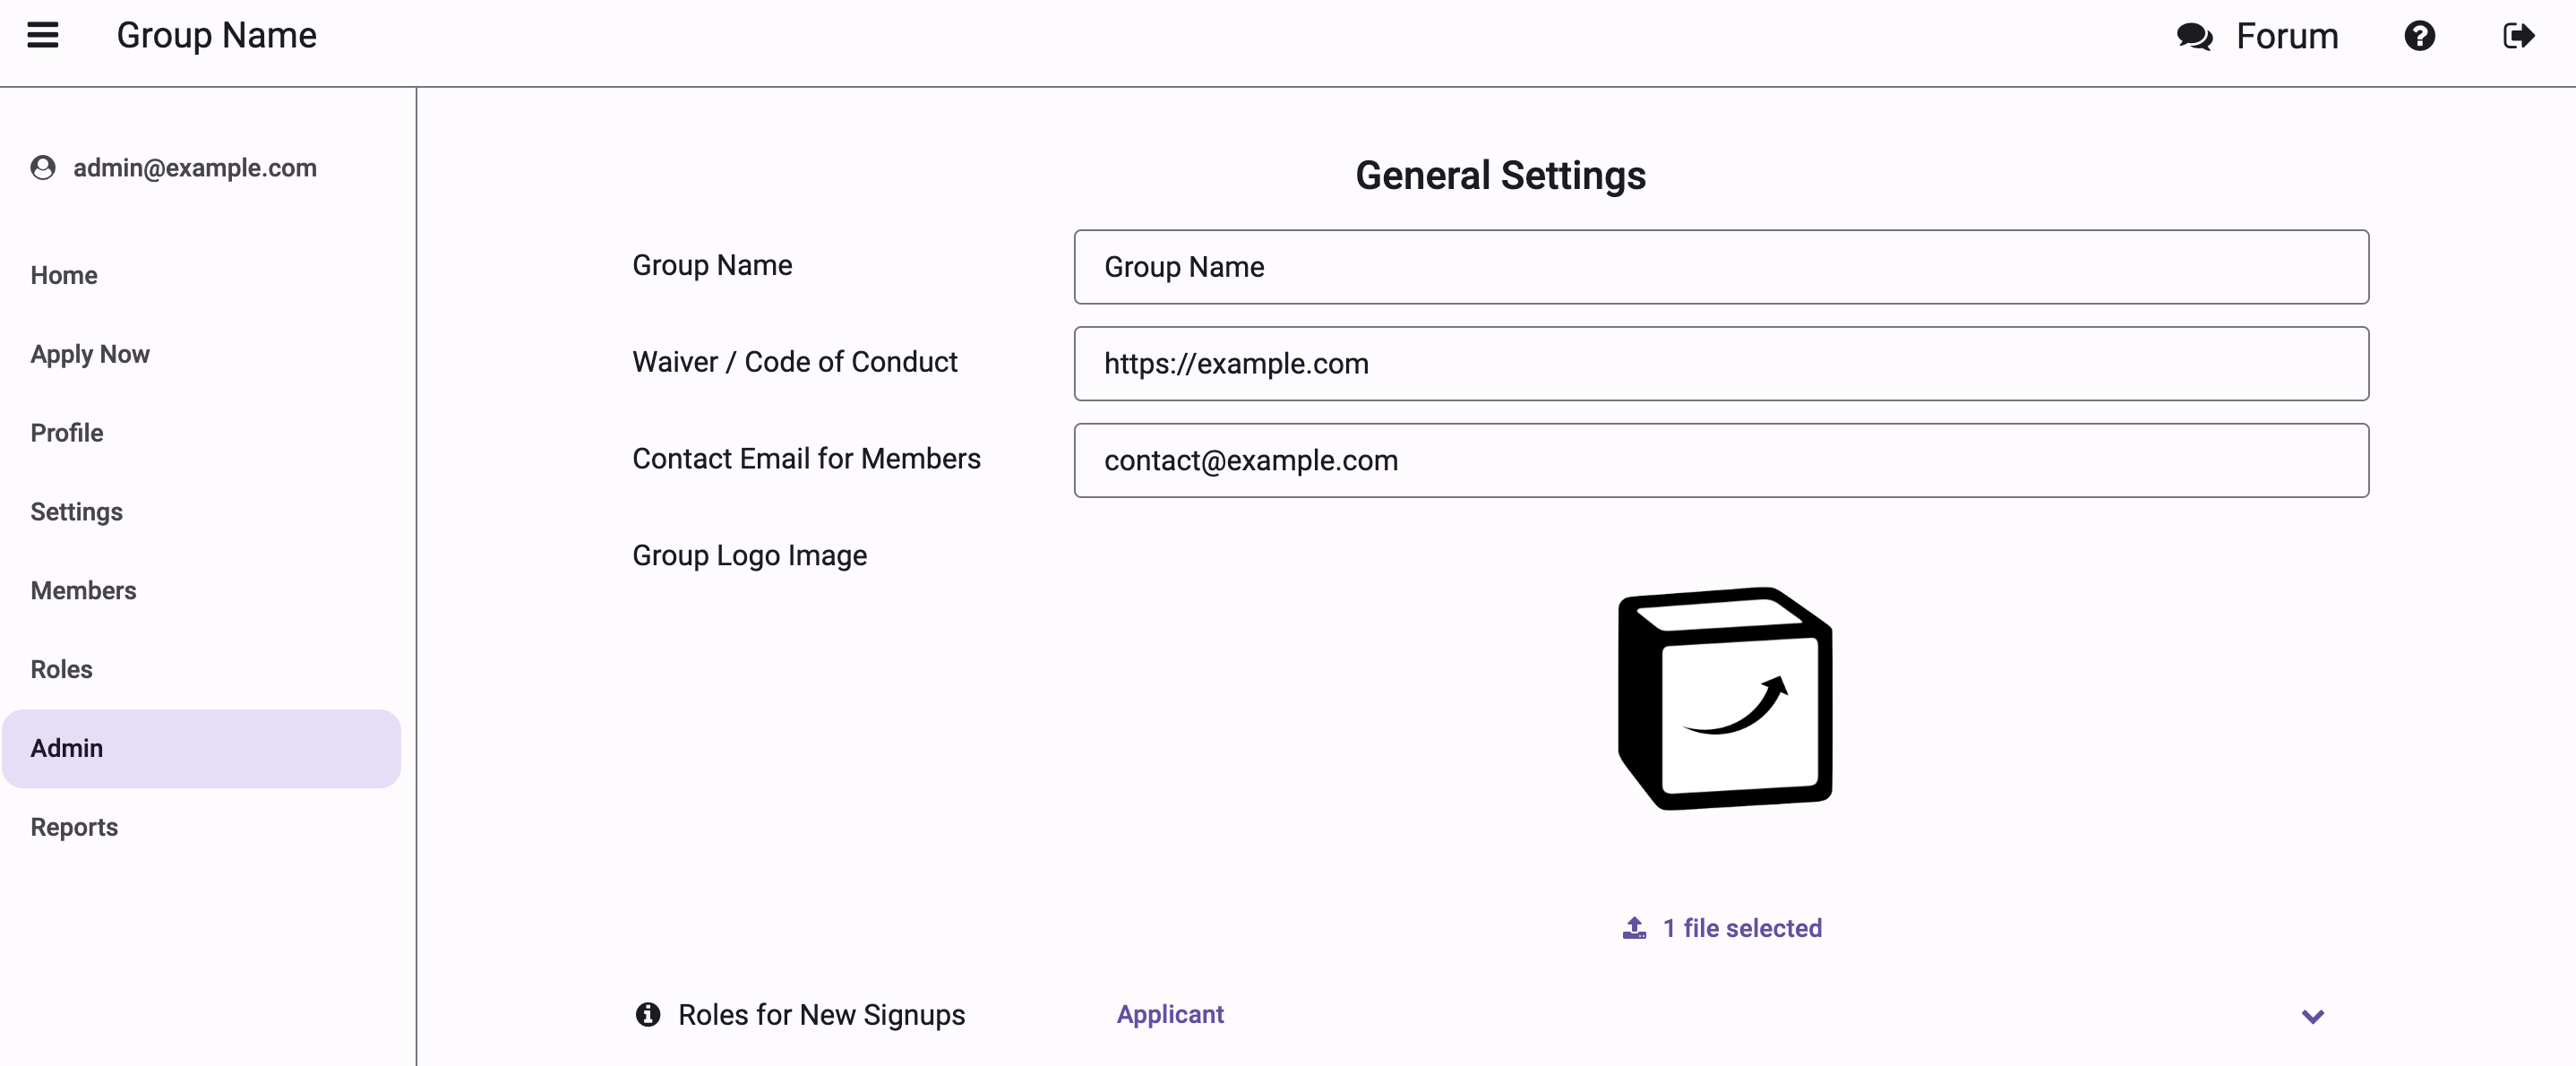 Group Name
Forum
admin@example.com
Home
Apply Now
Profile
Settings
Members
Roles
Admin
Reports
General Settings
Group Name
Group Name
Waiver / Code of Conduct
https://example.com
Contact Email for Members
contact@example.com
Group Logo Image
1 file selected
Roles for New Signups
Applicant